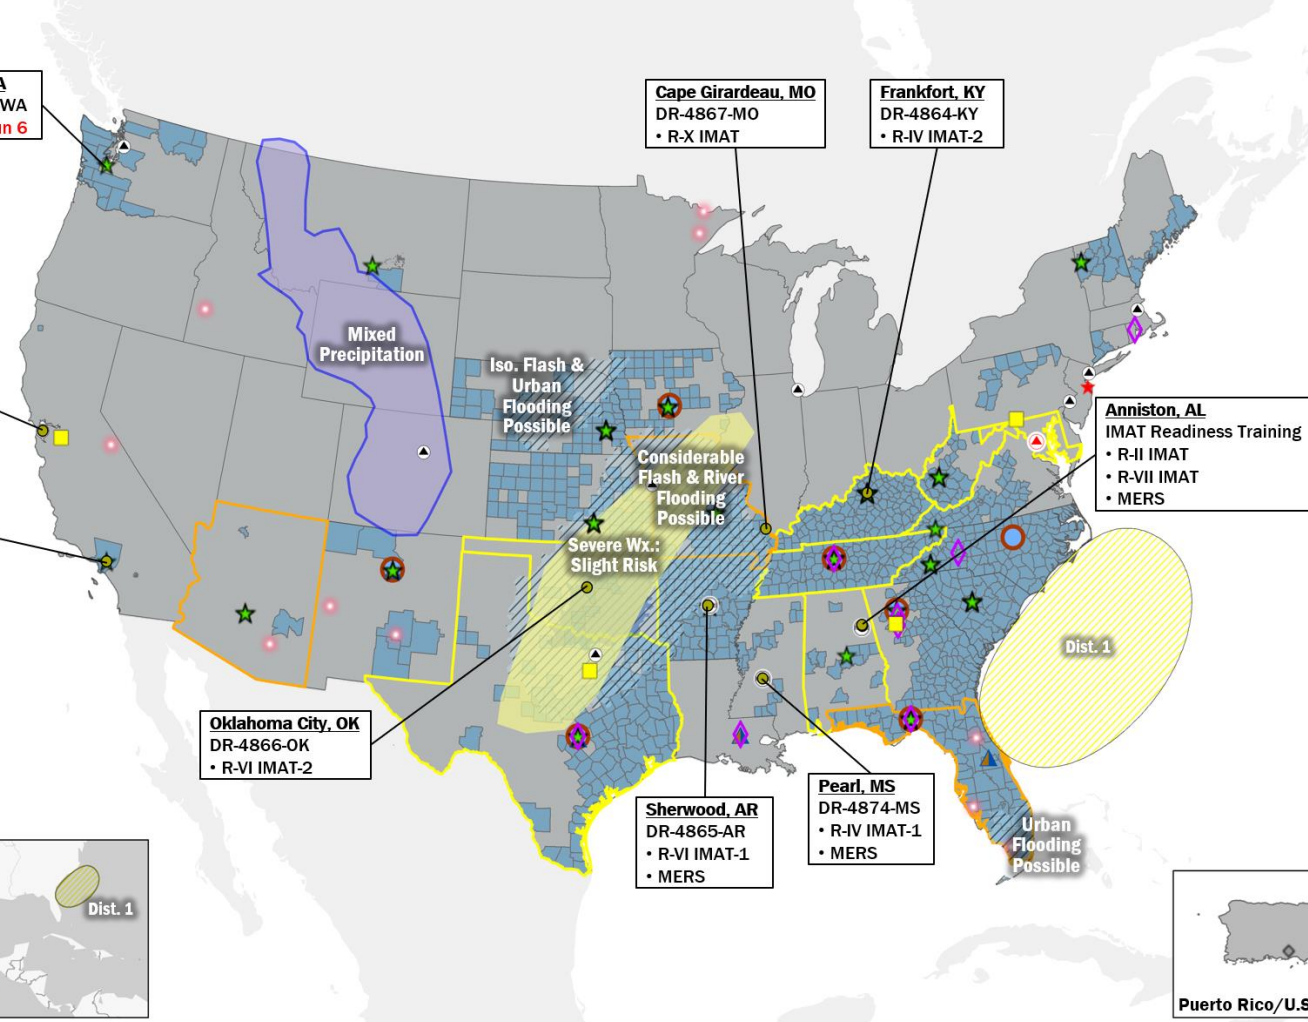 A
WA
n 6
Cape Girardeau, MO
DR-4867-MO
• R-X IMAT
Frankfort, KY
DR-4864-KY
• R-IV IMAT-2
Mixed
Precipitation
Iso. Flash &
Urban
Flooding
Possible
Considerable
Flash & River
Flooding
Possible
Severe Wx.:
Slight Risk
Anniston, AL
IMAT Readiness Training
• R-II IMAT
• R-VII IMAT
• MERS
Dist. 1
Oklahoma City, OK
DR-4866-OK
• R-VI IMAT-2
Sherwood, AR
DR-4865-AR
• R-VI IMAT-1
• MERS
Pearl, MS
DR-4874-MS
• R-IV IMAT-1
• MERS
Urban
Flooding
Possible
Dist. 1
Puerto Rico/U.S